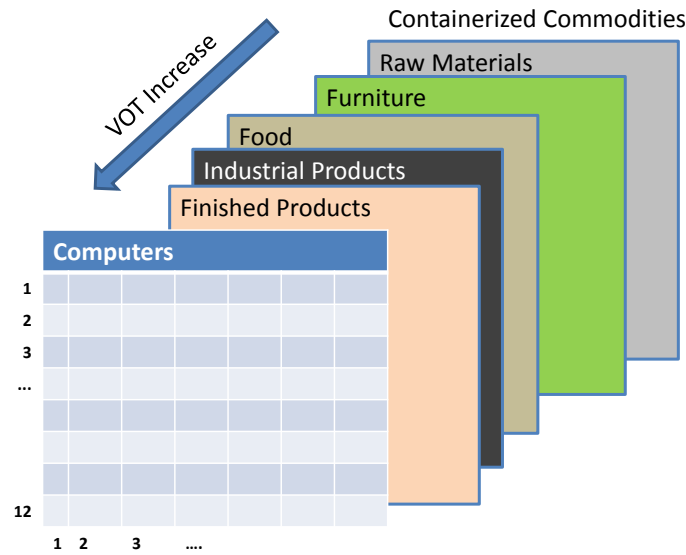 Containerized Commodities
VOT Increase
Raw Materials
Furniture
Food
Industrial Products
Finished Products
Computers
1
2
3
...
12
1 2 3 ....